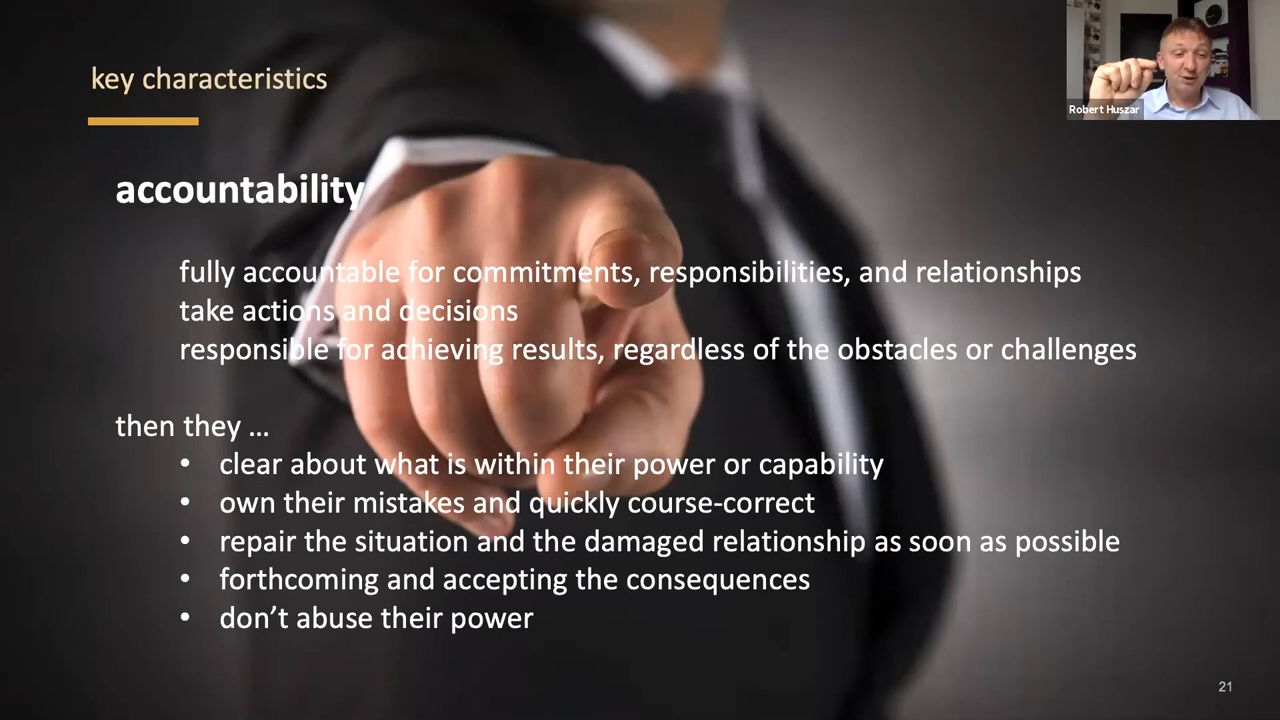 key characteristics
Robert Huszar
accountability
fully accountable for commitments, responsibilities, and relationships
take actions and decisions
responsible for achieving results, regardless of the obstacles or challenges
then they …
• clear about what is within their power or capability
• own their mistakes and quickly course-correct
• repair the situation and the damaged relationship as soon as possible
• forthcoming and accepting the consequences
• don’t abuse their power
21